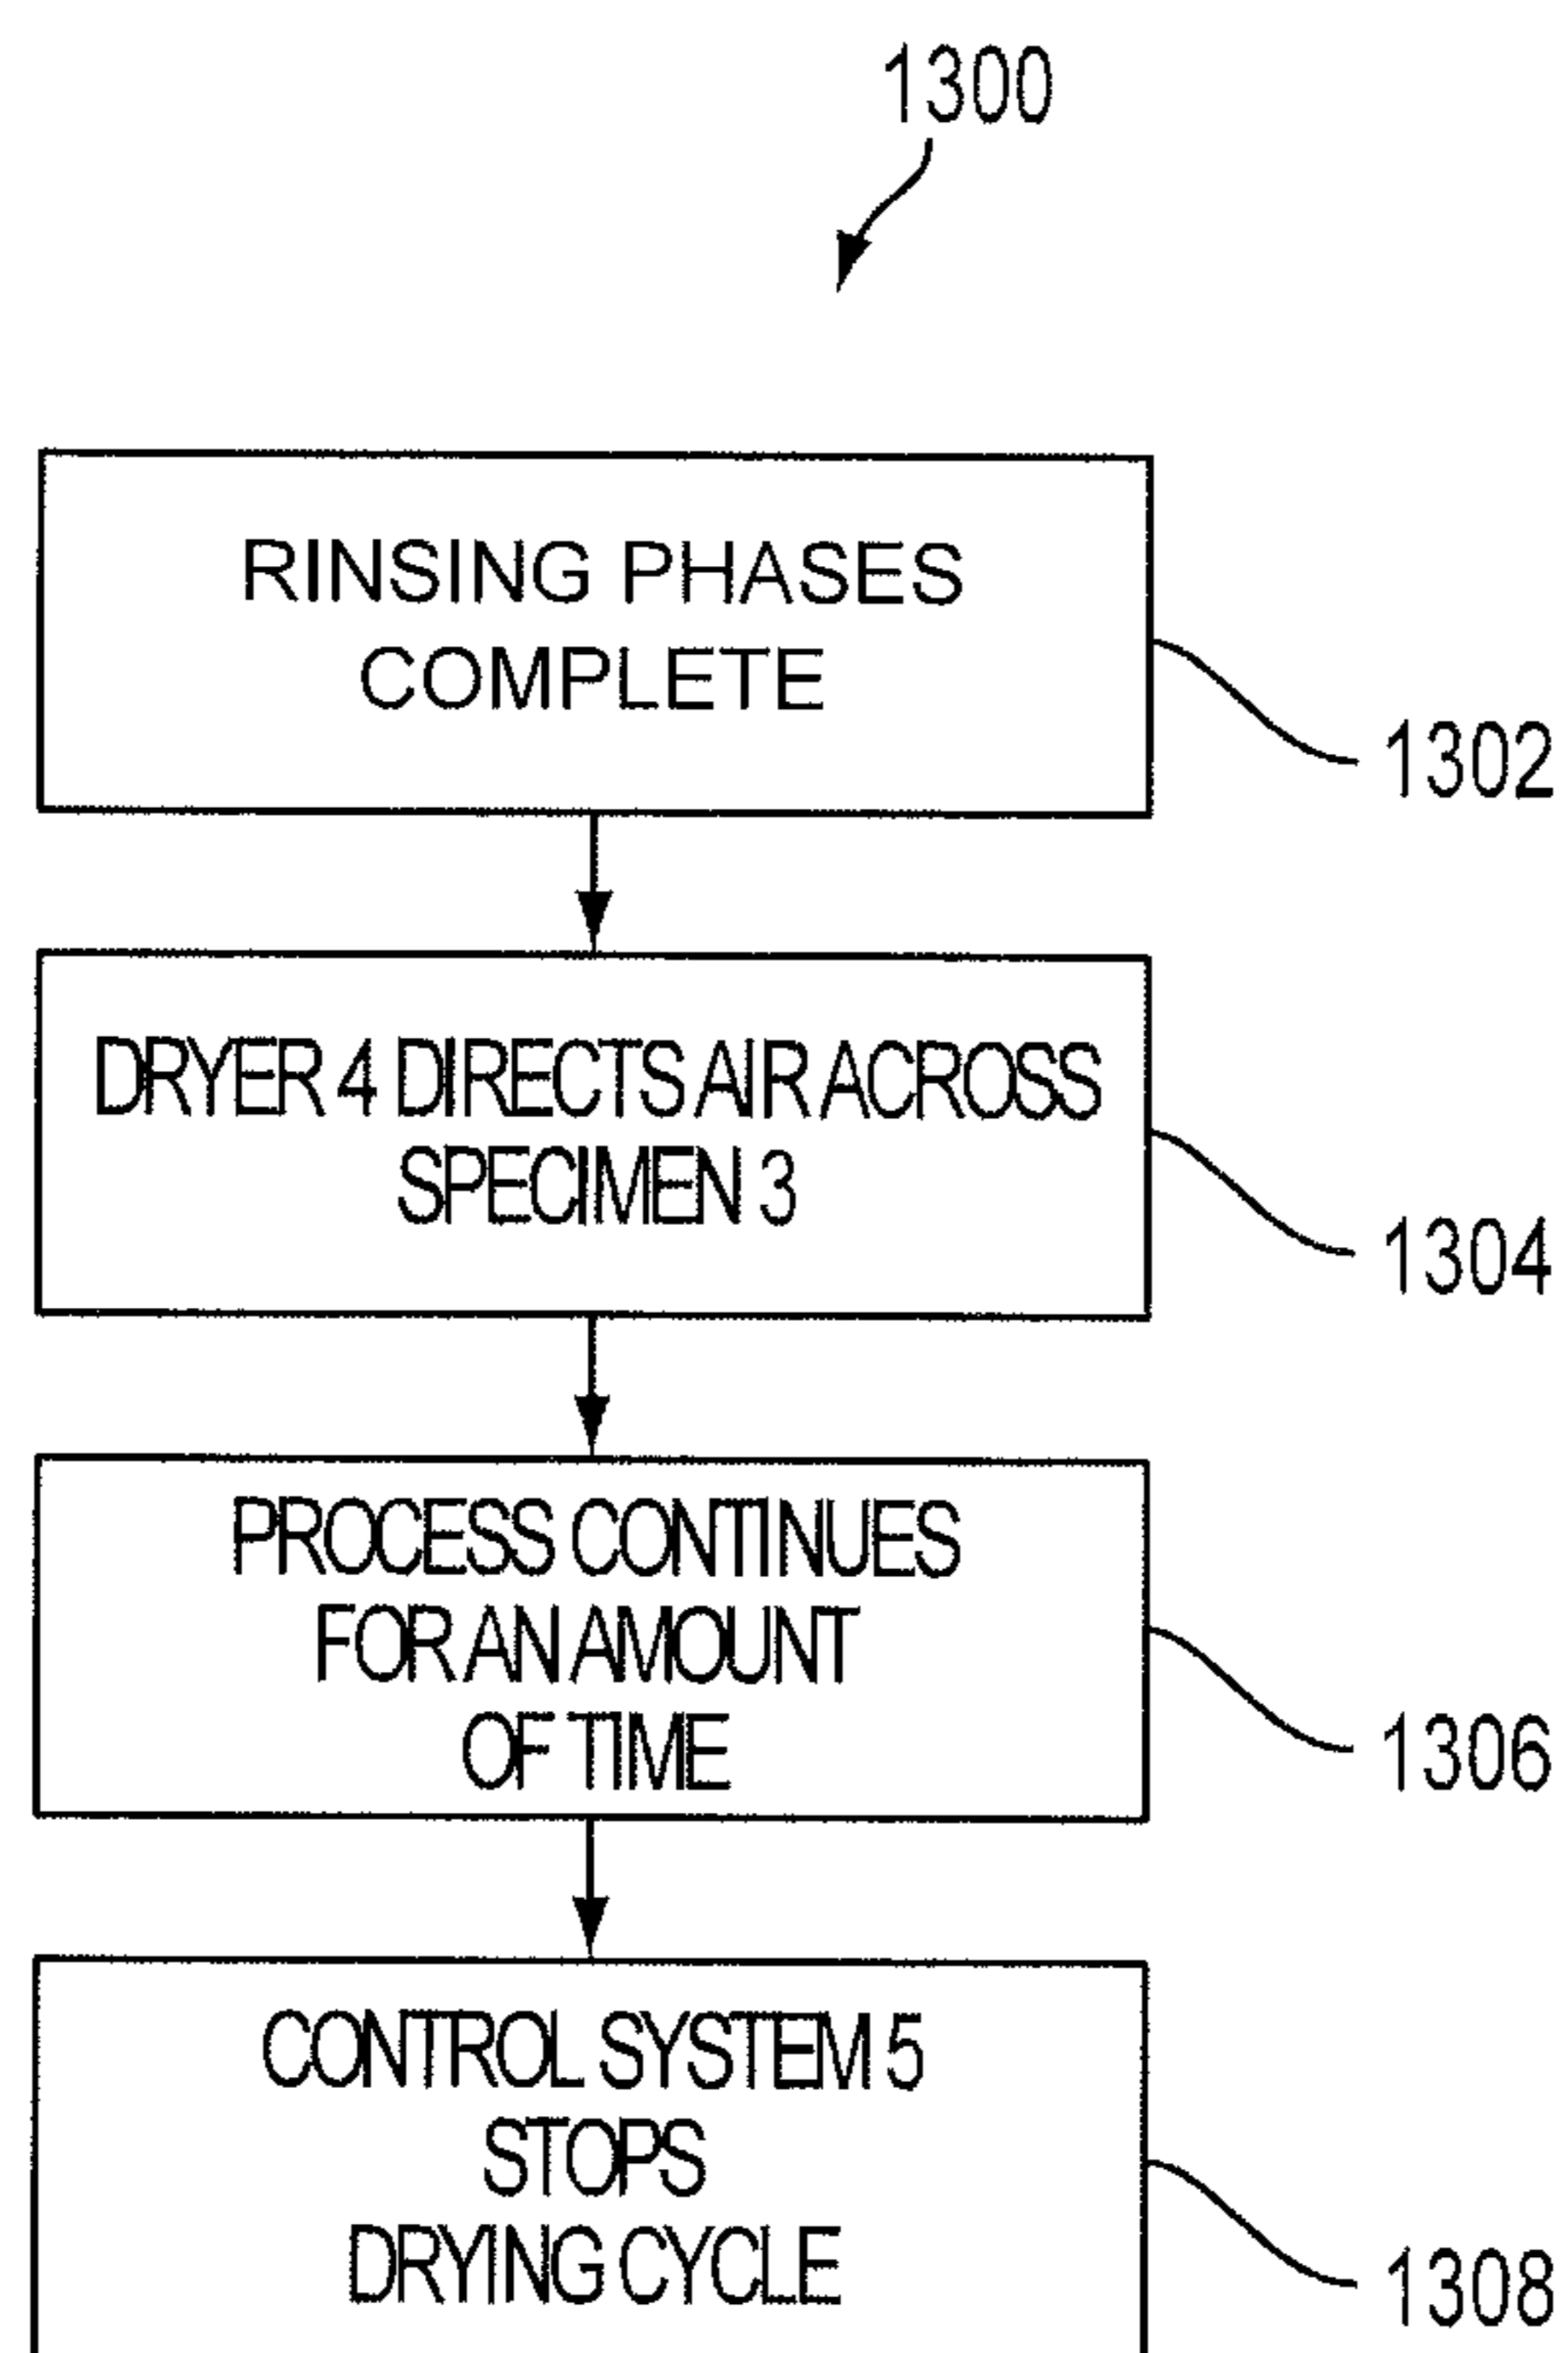 1300
RINSING PHASES
COMPLETE
1302
DRYER 4 DIRECTS AIR ACROSS
SPECIMEN 3
1304
PROCESS CONTINUES
FOR AN AMOUNT
OF TIME
1306
CONTROL SYSTEM 5
STOPS
DRYING CYCLE
1308